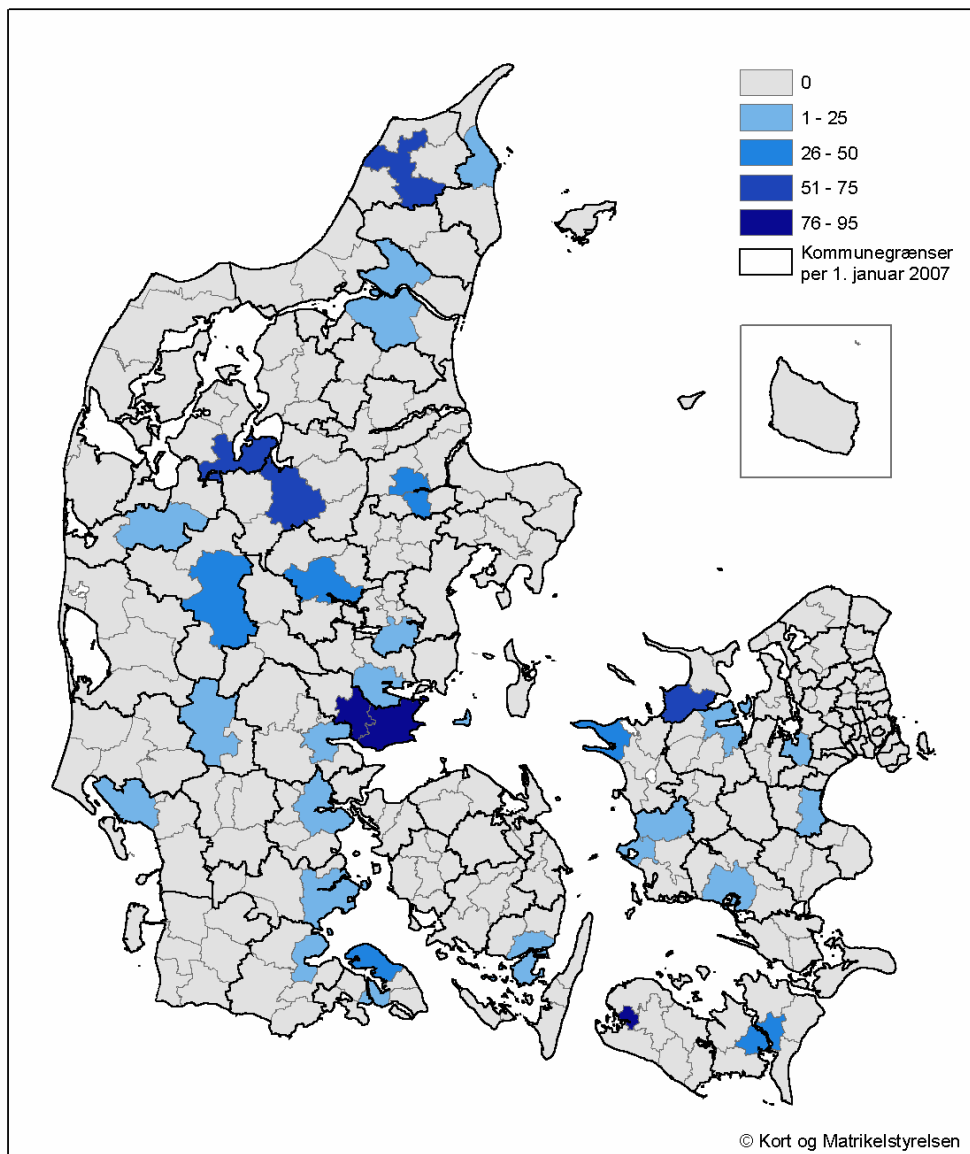 0
1 - 25
26 - 50
51 - 75
76 - 95
Kommunegrænser
per 1. januar 2007
© Kort og Matrikelstyrelsen